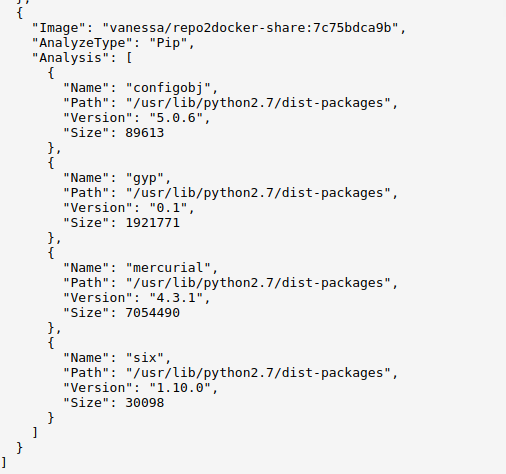 },
  {
    "Image": "vanessa/repo2docker-share:7c75bdca9b",
    "AnalyzeType": "Pip",
    "Analysis": [
      {
        "Name": "configobj",
        "Path": "/usr/lib/python2.7/dist-packages",
        "Version": "5.0.6",
        "Size": 89613
      },
      {
        "Name": "gyp",
        "Path": "/usr/lib/python2.7/dist-packages",
        "Version": "0.1",
        "Size": 1921771
      },
      {
        "Name": "mercurial",
        "Path": "/usr/lib/python2.7/dist-packages",
        "Version": "4.3.1",
        "Size": 7054490
      },
      {
        "Name": "six",
        "Path": "/usr/lib/python2.7/dist-packages",
        "Version": "1.10.0",
        "Size": 30098
      }
    ]
  }
]